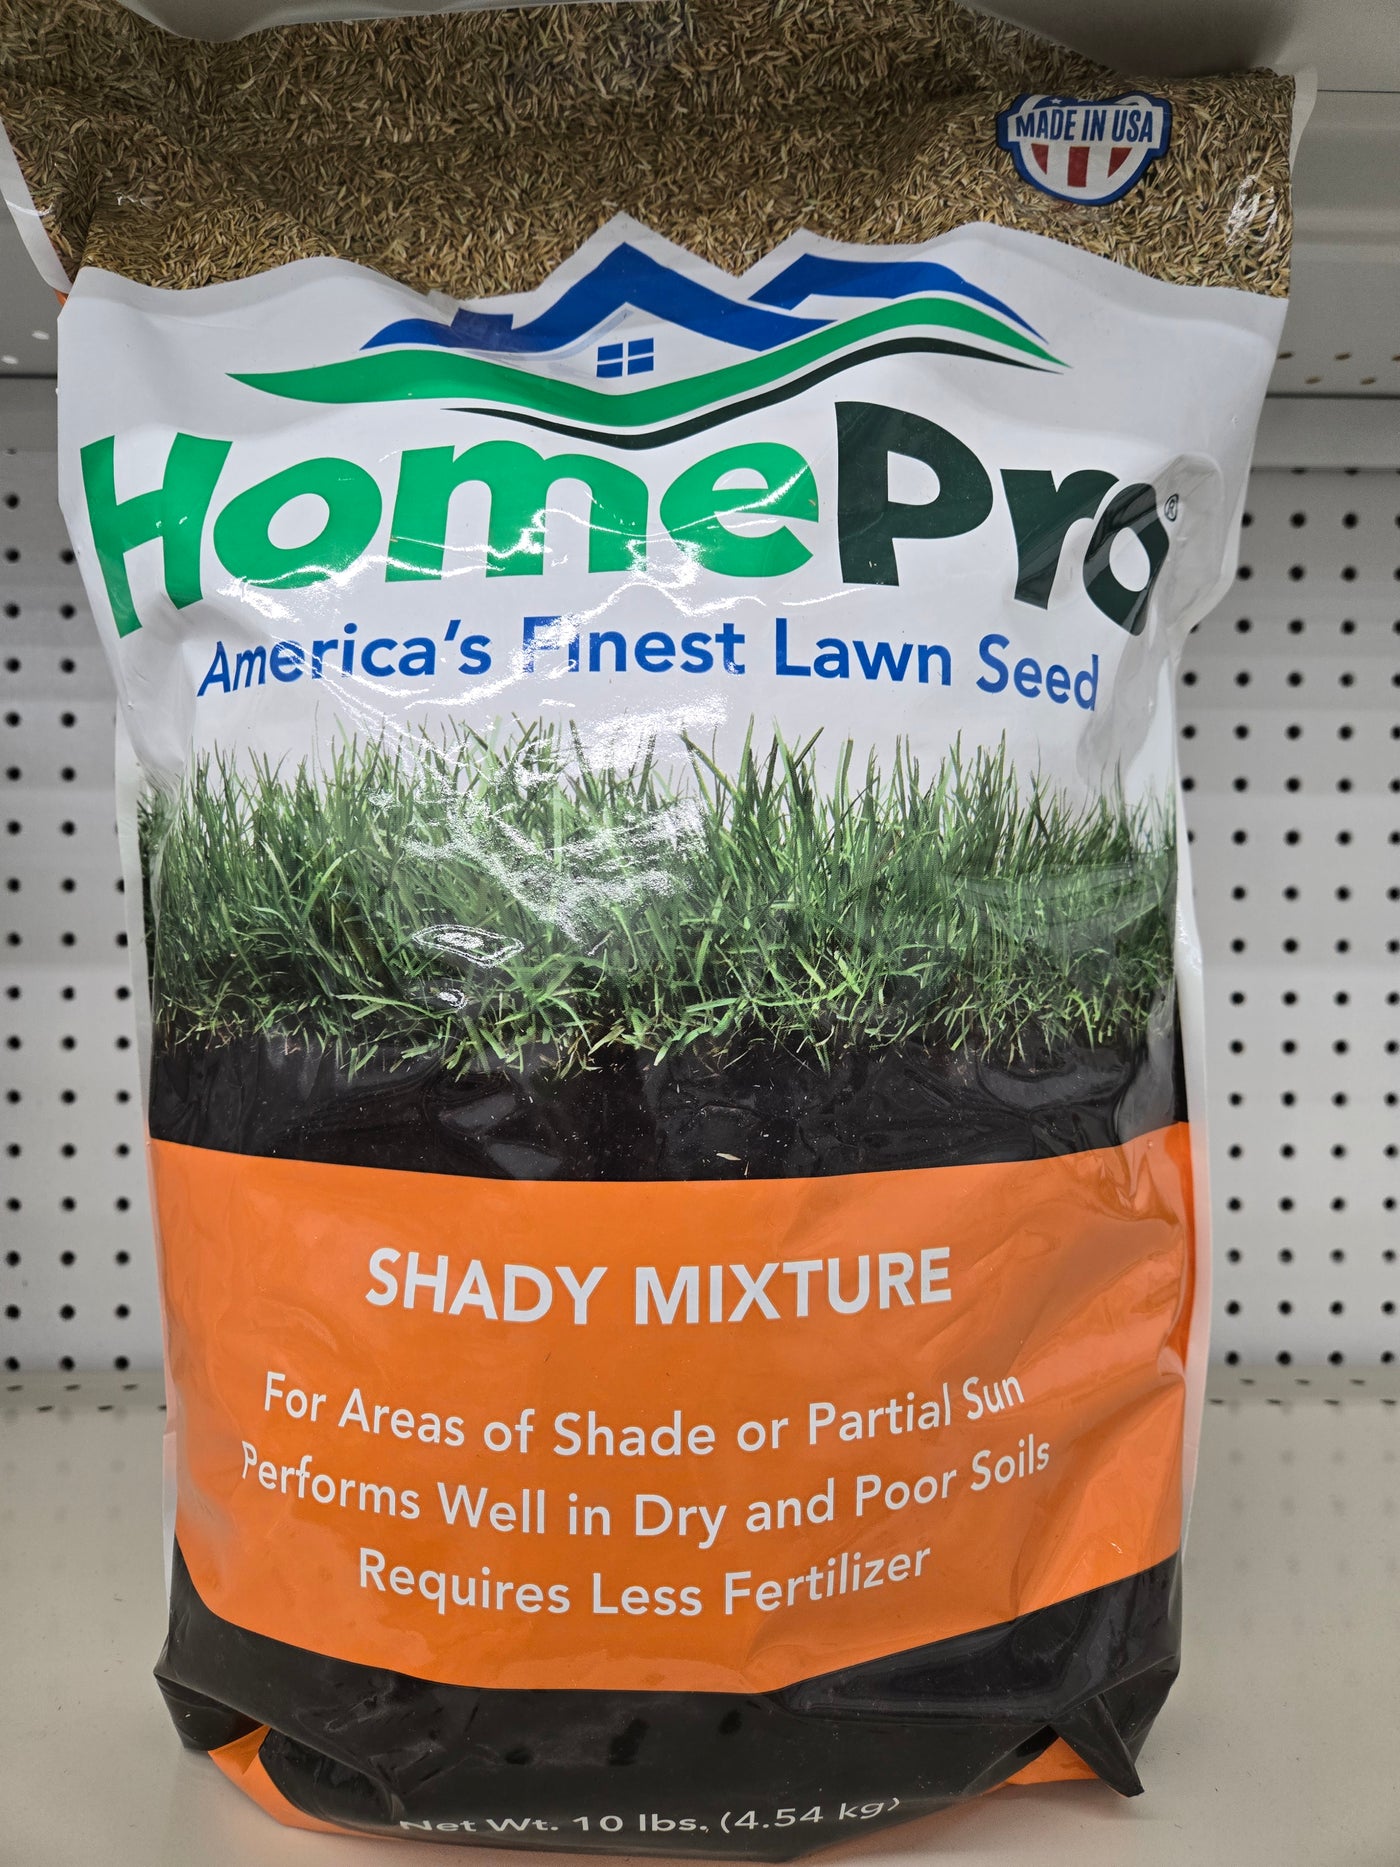 MADE IN USA
HomePro®
America's Finest Lawn Seed
SHADY MIXTURE
For Areas of Shade or Partial Sun
Performs Well in Dry and Poor Soils
Requires Less Fertilizer
Net Wt. 10 lbs. (4.54 kg)